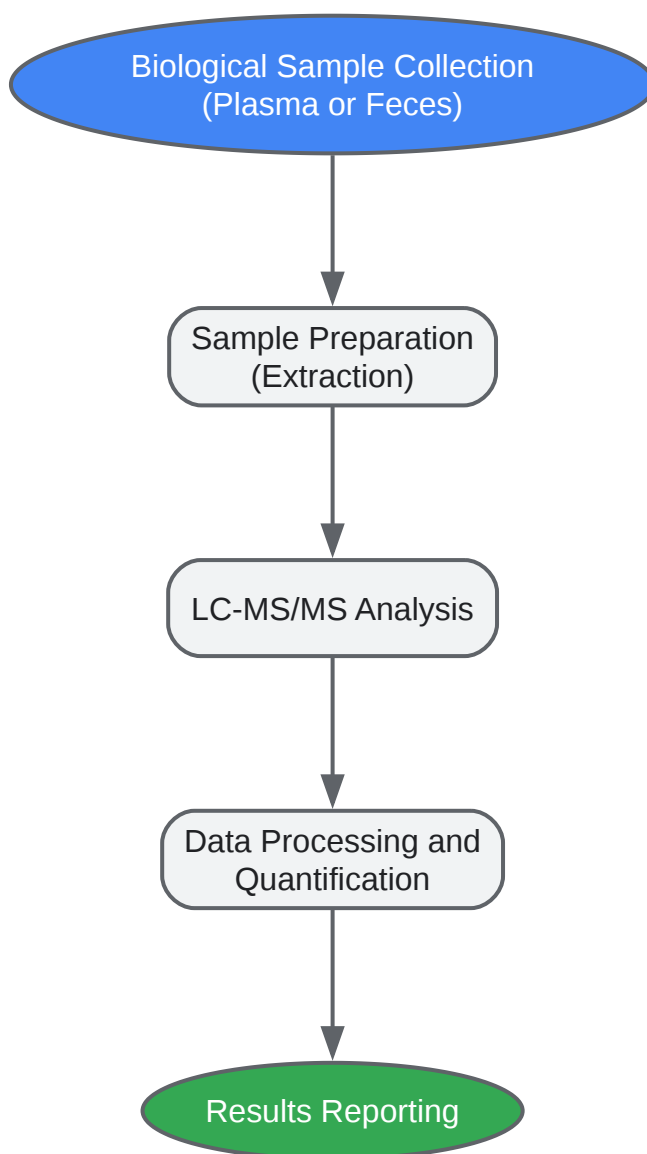 Biological Sample Collection
(Plasma or Feces)
Sample Preparation
(Extraction)
LC-MS/MS Analysis
Data Processing and
Quantification
Results Reporting